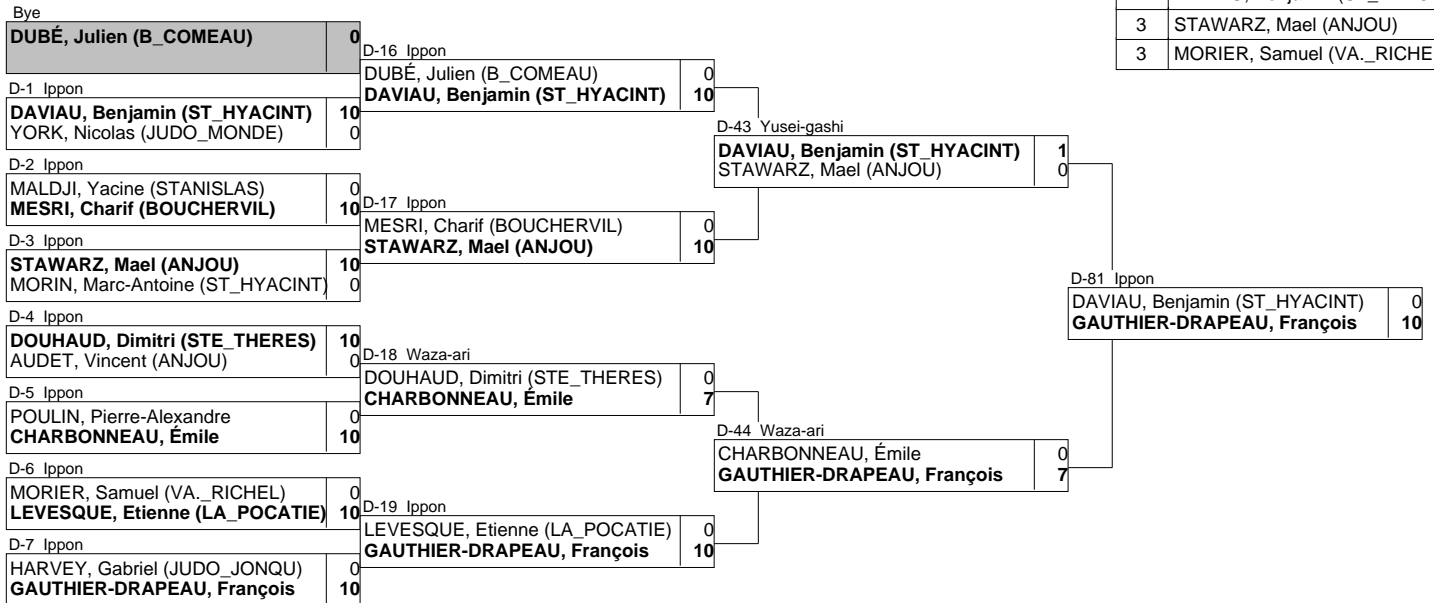 Bye
DUBÉ, Julien (B_COMEAU) 0
D-1 Ippon
DAVIAU, Benjamin (ST_HYACINT) 10
YORK, Nicolas (JUDO_MONDE) 0
D-2 Ippon
MALDJI, Yacine (STANISLAS) 0
MESRI, Charif (BOUCHERVIL) 10
D-3 Ippon
STAWARZ, Mael (ANJOU) 10
MORIN, Marc-Antoine (ST_HYACINT) 0
D-4 Ippon
DOUHAUD, Dimitri (STE_THERES) 10
AUDET, Vincent (ANJOU) 0
D-5 Ippon
POULIN, Pierre-Alexandre 0
CHARBONNEAU, Émile 10
D-6 Ippon
MORIER, Samuel (VA._RICHEL) 0
LEVESQUE, Etienne (LA_POCATIE) 10
D-7 Ippon
HARVEY, Gabriel (JUDO_JONQU) 0
GAUTHIER-DRAPEAU, François 10
D-16 Ippon
DUBÉ, Julien (B_COMEAU) 0
DAVIAU, Benjamin (ST_HYACINT) 10
D-17 Ippon
MESRI, Charif (BOUCHERVIL) 0
STAWARZ, Mael (ANJOU) 10
D-18 Waza-ari
DOUHAUD, Dimitri (STE_THERES) 0
CHARBONNEAU, Émile 7
D-19 Ippon
LEVESQUE, Etienne (LA_POCATIE) 0
GAUTHIER-DRAPEAU, François 10
D-43 Yusei-gashi
DAVIAU, Benjamin (ST_HYACINT) 1
STAWARZ, Mael (ANJOU) 0
D-44 Waza-ari
CHARBONNEAU, Émile 0
GAUTHIER-DRAPEAU, François 7
D-81 Ippon
DAVIAU, Benjamin (ST_HYACINT) 0
GAUTHIER-DRAPEAU, François 10
3 STAWARZ, Mael (ANJOU)
3 MORIER, Samuel (VA._RICHE